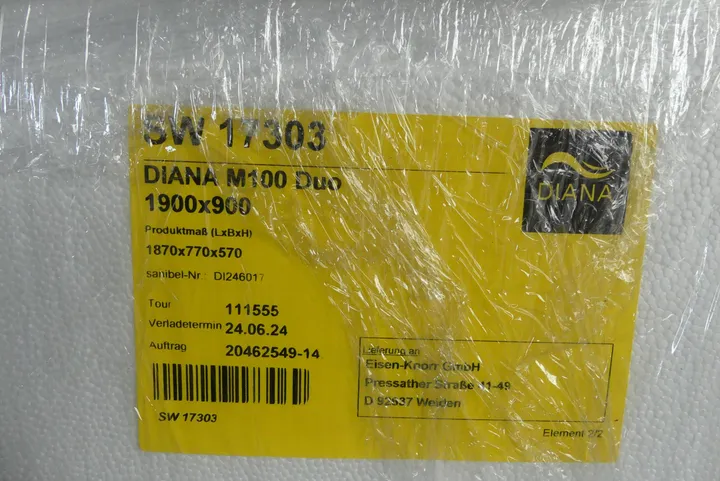 SW 17303
DIANA M100 Duo
1900x900
DIANA
Produktmaß (LxBxH)
1870x770x570
sanibel-Nr.: DI246017
Tour 111555
Verladetermin 24.06.24
Auftrag 20462549-14
SW 17303
Lieferung an
Eisen-Knorr GmbH
Pressather Straße 41-49
D 92637 Weiden
Element 2/2